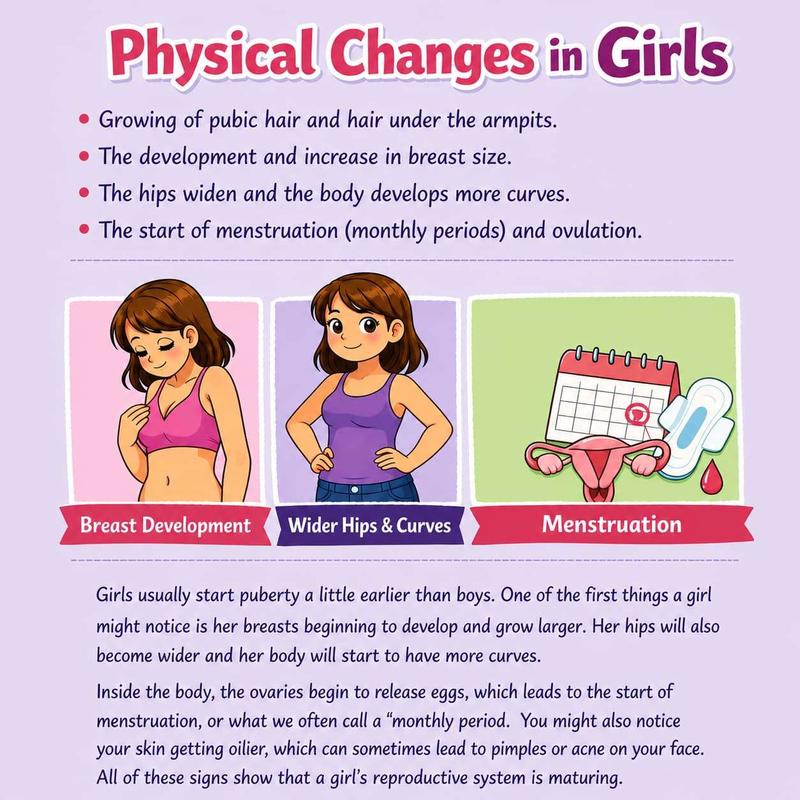 Physical Changes in Girls
• Growing of pubic hair and hair under the armpits.
• The development and increase in breast size.
• The hips widen and the body develops more curves.
• The start of menstruation (monthly periods) and ovulation.
Breast Development
Wider Hips & Curves
Menstruation
Girls usually start puberty a little earlier than boys. One of the first things a girl
might notice is her breasts beginning to develop and grow larger. Her hips will also
become wider and her body will start to have more curves.
Inside the body, the ovaries begin to release eggs, which leads to the start of
menstruation, or what we often call a “monthly period.  You might also notice
your skin getting oilier, which can sometimes lead to pimples or acne on your face.
All of these signs show that a girl’s reproductive system is maturing.